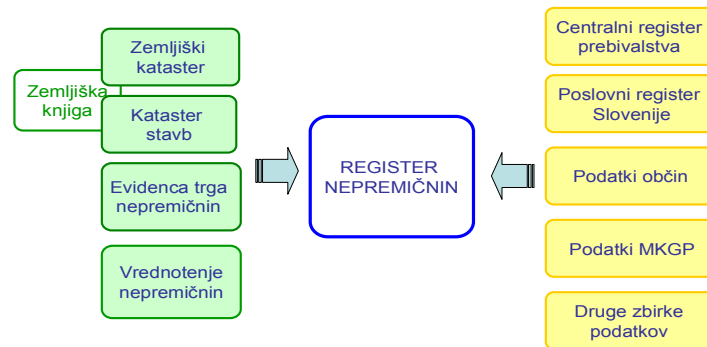 Zemljiški
kataster
Zemljiška
knjiga
Kataster
stavb
Evidenca trga
nepremičnin
Vrednotenje
nepremičnin
REGISTER
NEPREMIČNIN
Centralni register
prebivalstva
Poslovni register
Slovenije
Podatki občin
Podatki MKGP
Druge zbirke
podatkov